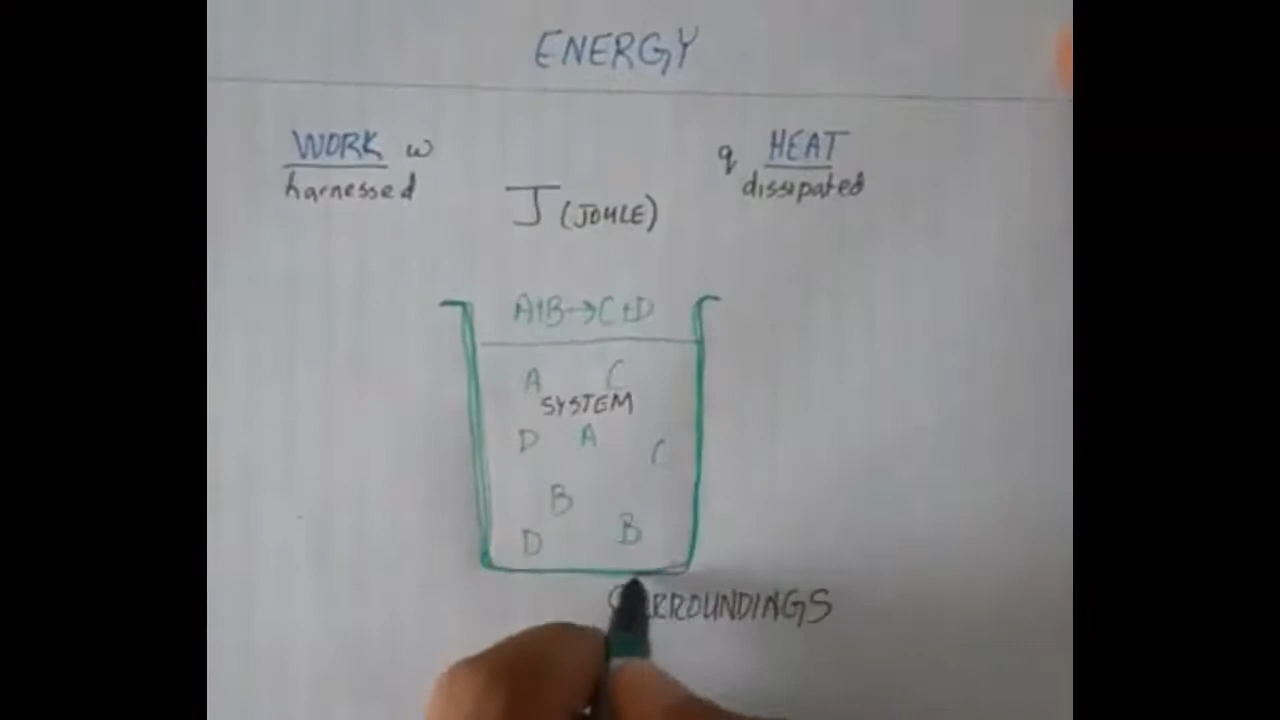 ENERGY
WORK w
harnessed
q HEAT
dissipated
J (JOULE)
A+B→C+D
A C
SYSTEM
D A C
B
D B